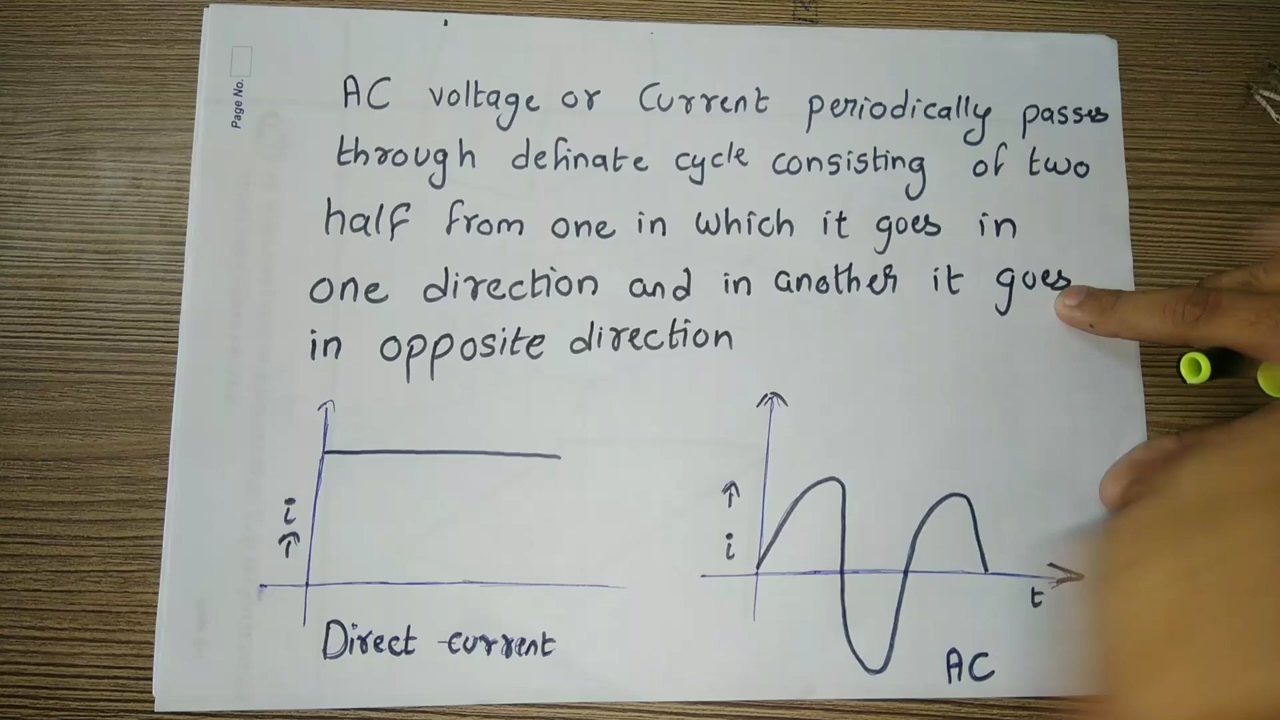 Page No.
AC voltage or Current periodically passes
through definate cycle consisting of two
half from one in which it goes in
one direction and in another it goes
in opposite direction
i
i
t
Direct current
AC